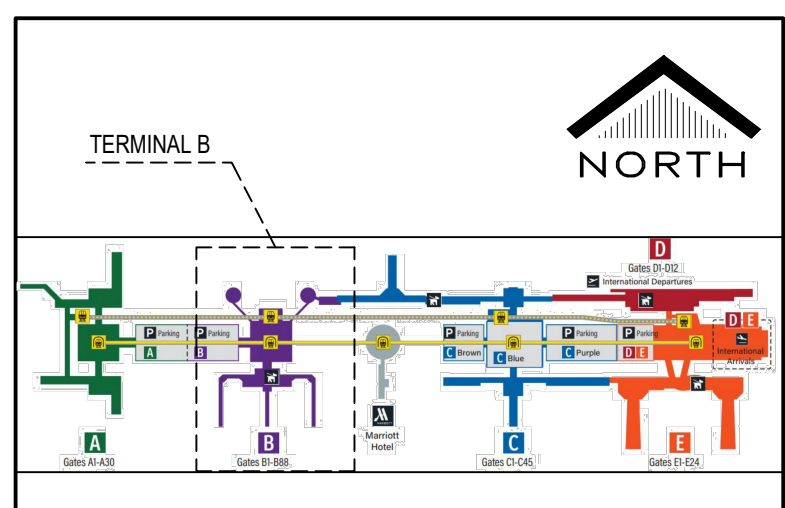 TERMINAL B
NORTH
D
Gates D1-D12
International Departures
D E
P Parking
P Parking
P Parking
P Parking
P Parking
A
B
C Brown
C Blue
C Purple
D E
International
Arrivals
MARRIOTT
Marriott
Hotel
A
Gates A1-A30
B
Gates B1-B88
C
Gates C1-C45
E
Gates E1-E24